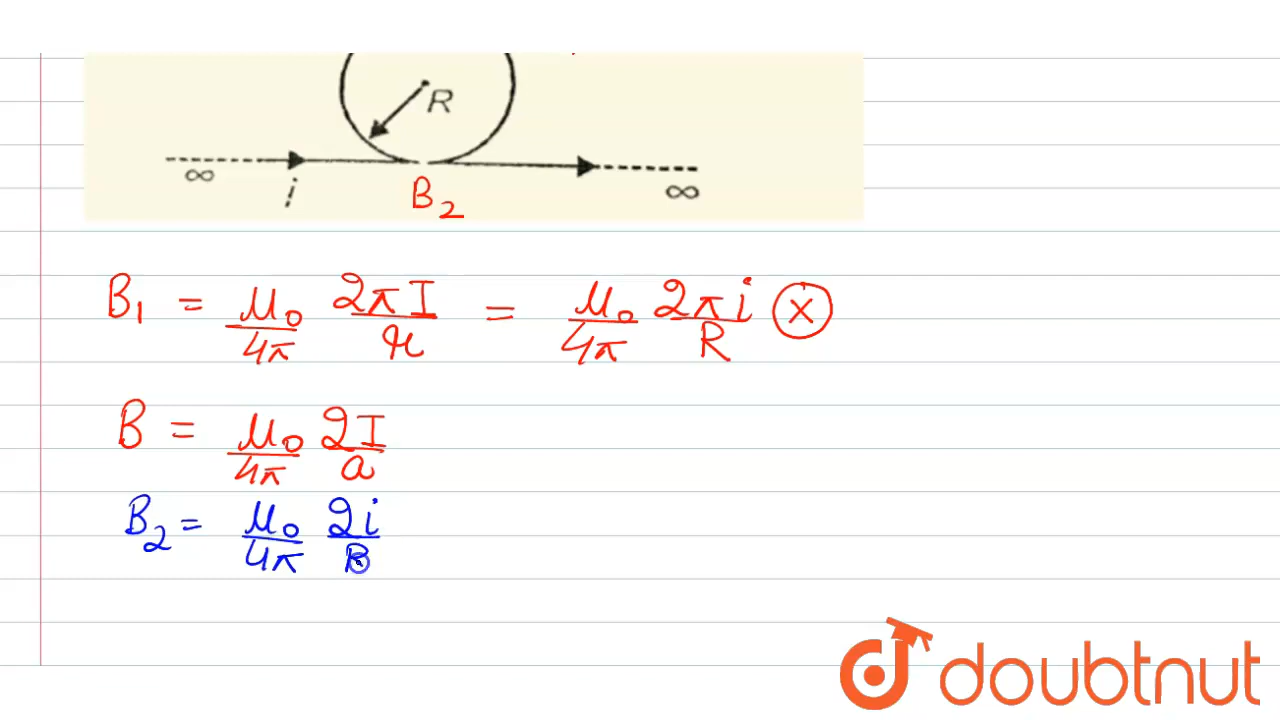 R
∞ i ∞
B₂
B₁ = μ₀/4π 2πI/r = μ₀/4π 2πi/R ⊗
B = μ₀/4π 2I/a
B₂ = μ₀/4π 2i/R
doubtnut